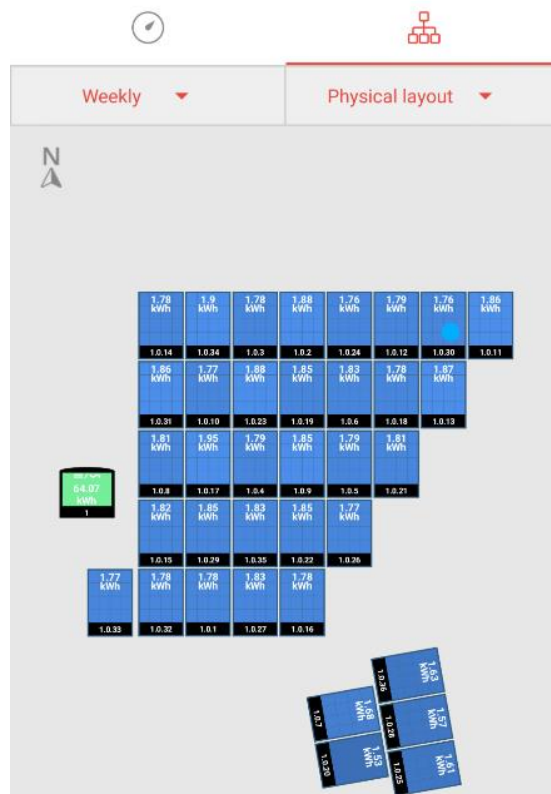 Weekly
Physical layout
N
1.78 1.9 1.78 1.88 1.76 1.79 1.76 1.86
kWh kWh kWh kWh kWh kWh kWh kWh
1.0.14 1.0.34 1.0.3 1.0.2 1.0.24 1.0.12 1.0.30 1.0.11
1.86 1.77 1.88 1.85 1.83 1.78 1.87
kWh kWh kWh kWh kWh kWh kWh
1.0.31 1.0.10 1.0.23 1.0.19 1.0.6 1.0.18 1.0.13
1.81 1.95 1.79 1.85 1.79 1.81
kWh kWh kWh kWh kWh kWh
1.0.8 1.0.17 1.0.4 1.0.9 1.0.5 1.0.21
64.07
kWh
1
1.82 1.85 1.83 1.85 1.77
kWh kWh kWh kWh kWh
1.0.15 1.0.29 1.0.35 1.0.22 1.0.26
1.77 1.78 1.78 1.83 1.78
kWh kWh kWh kWh kWh
1.0.33 1.0.32 1.0.1 1.0.27 1.0.16
1.0.36 1.63 kWh
1.0.7 1.68 kWh
1.0.28 1.57 kWh
1.0.20 1.53 kWh
1.0.25 1.61 kWh